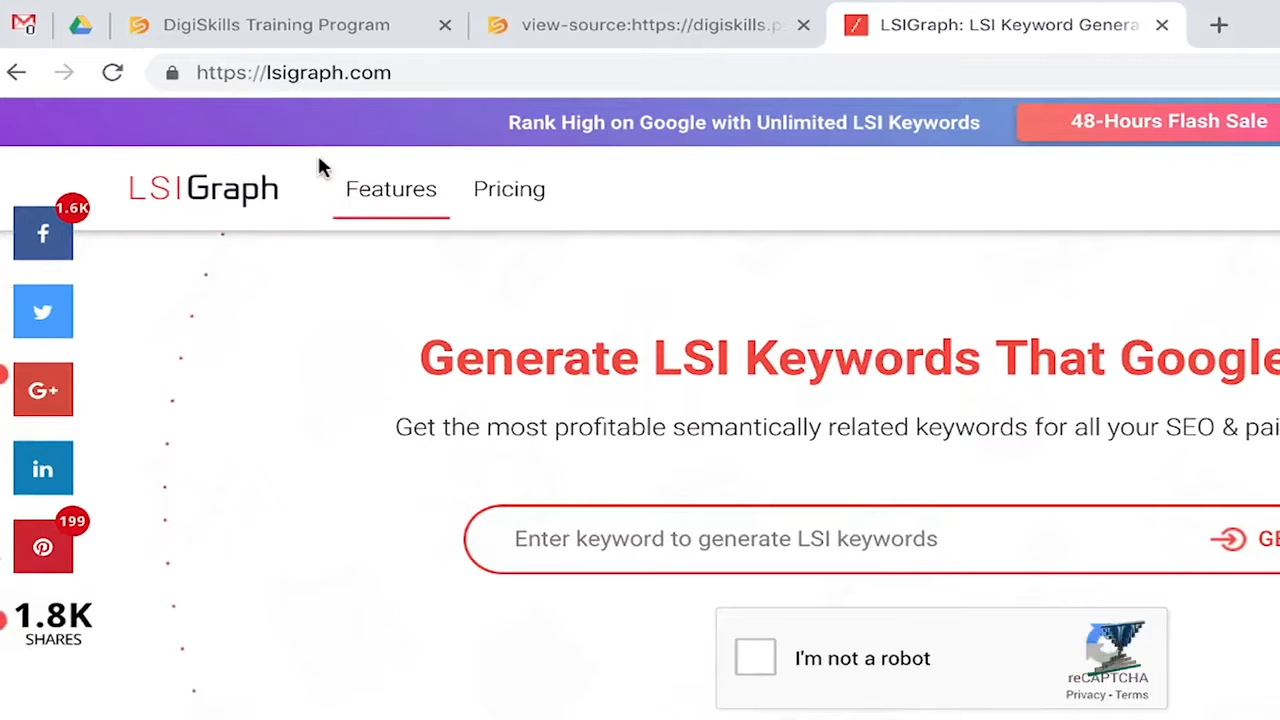 DigiSkills Training Program
view-source:https://digiskills.p
LSIGraph: LSI Keyword Genera
https://lsigraph.com
Rank High on Google with Unlimited LSI Keywords
48-Hours Flash Sale
LSIGraph
Features
Pricing
1.6K
f
G+
in
199
1.8K
SHARES
Generate LSI Keywords That Google
Get the most profitable semantically related keywords for all your SEO & pai
Enter keyword to generate LSI keywords
GE
I'm not a robot
reCAPTCHA
Privacy - Terms